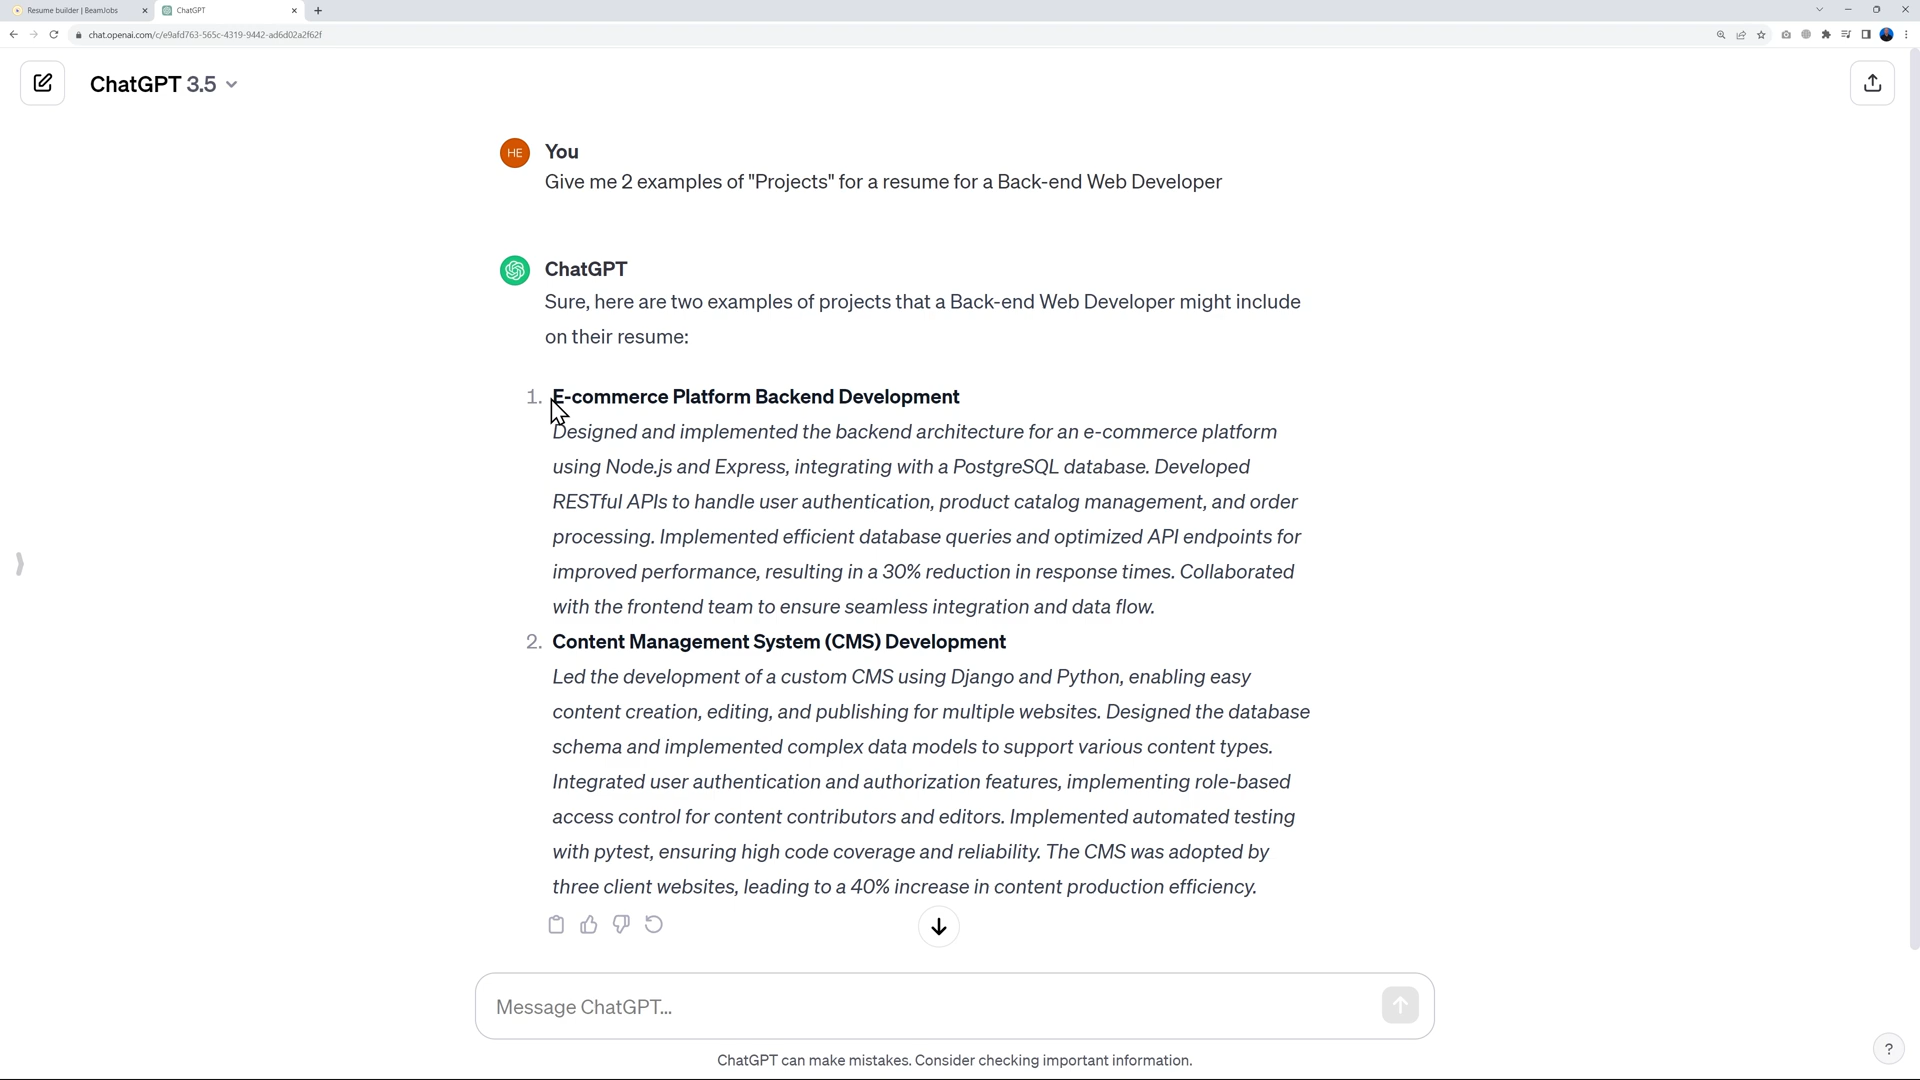 Resume builder | BeamJobs
ChatGPT
chat.openai.com/c/e9afd763-565c-4319-9442-ad6d02a2f62f
ChatGPT 3.5
HE
You
Give me 2 examples of "Projects" for a resume for a Back-end Web Developer
ChatGPT
Sure, here are two examples of projects that a Back-end Web Developer might include
on their resume:
1. E-commerce Platform Backend Development
Designed and implemented the backend architecture for an e-commerce platform
using Node.js and Express, integrating with a PostgreSQL database. Developed
RESTful APIs to handle user authentication, product catalog management, and order
processing. Implemented efficient database queries and optimized API endpoints for
improved performance, resulting in a 30% reduction in response times. Collaborated
with the frontend team to ensure seamless integration and data flow.
2. Content Management System (CMS) Development
Led the development of a custom CMS using Django and Python, enabling easy
content creation, editing, and publishing for multiple websites. Designed the database
schema and implemented complex data models to support various content types.
Integrated user authentication and authorization features, implementing role-based
access control for content contributors and editors. Implemented automated testing
with pytest, ensuring high code coverage and reliability. The CMS was adopted by
three client websites, leading to a 40% increase in content production efficiency.
Message ChatGPT...
ChatGPT can make mistakes. Consider checking important information.
?